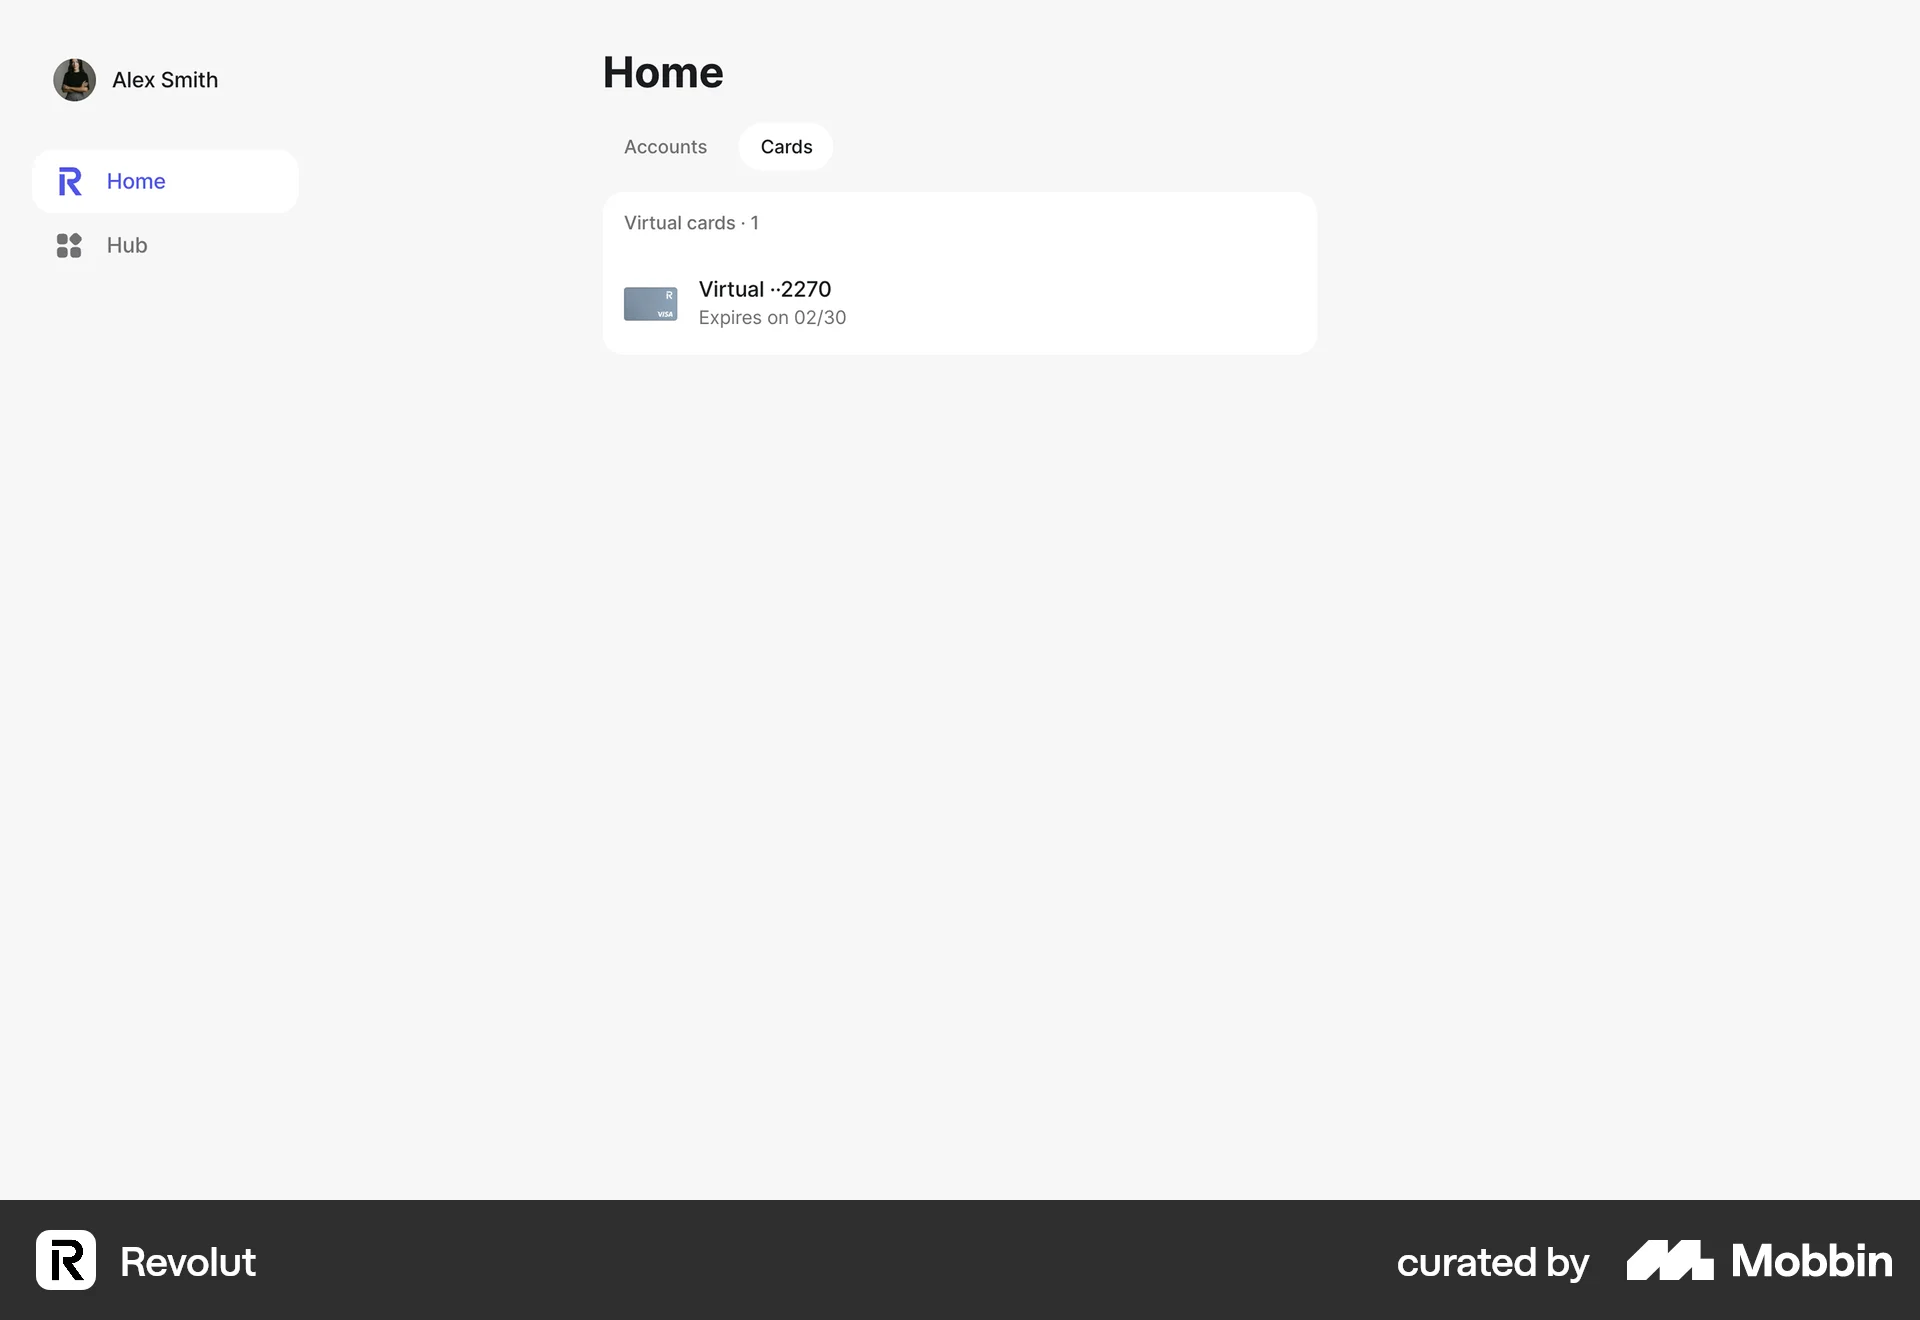 Alex Smith
Home
Hub
Home
Accounts
Cards
Virtual cards · 1
R
VISA
Virtual ··2270
Expires on 02/30
Revolut
curated by
Mobbin